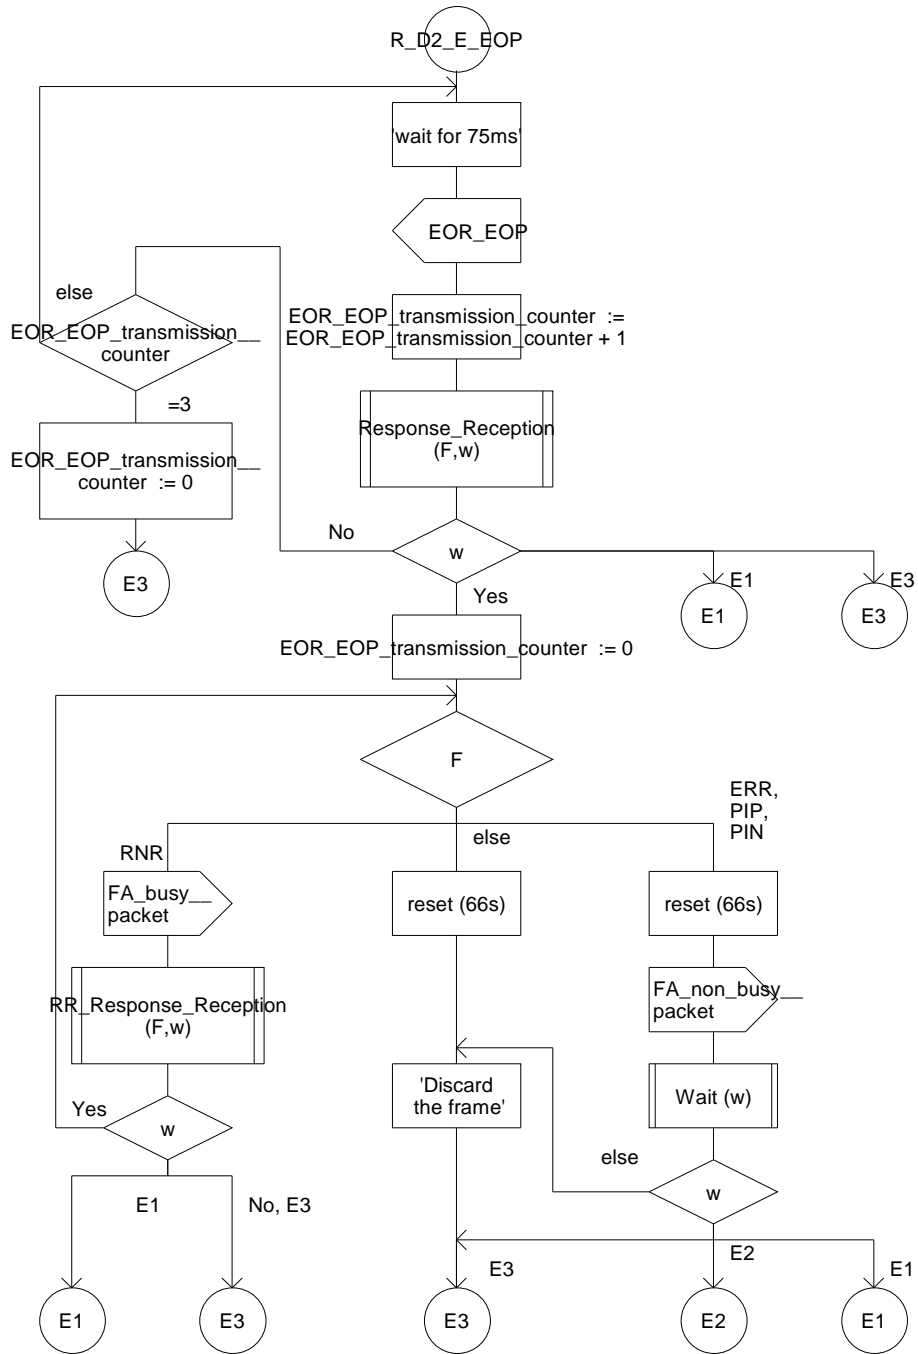 R_D2_E_EOP
'wait for 75ms'
EOR_EOP
else
EOR_EOP_transmission_counter :=
EOR_EOP_transmission_counter + 1
EOR_EOP_transmission__
counter
=3
Response_Reception
(F,w)
EOR_EOP_transmission__
counter := 0
No
w
E3
E1
E3
Yes
E1
E3
EOR_EOP_transmission_counter := 0
F
ERR,
PIP,
PIN
else
RNR
FA_busy__
packet
reset (66s)
reset (66s)
RR_Response_Reception
(F,w)
FA_non_busy__
packet
'Discard
the frame'
Wait (w)
Yes
w
else
w
E1
No, E3
E2
E3
E1
E1
E3
E3
E2
E1